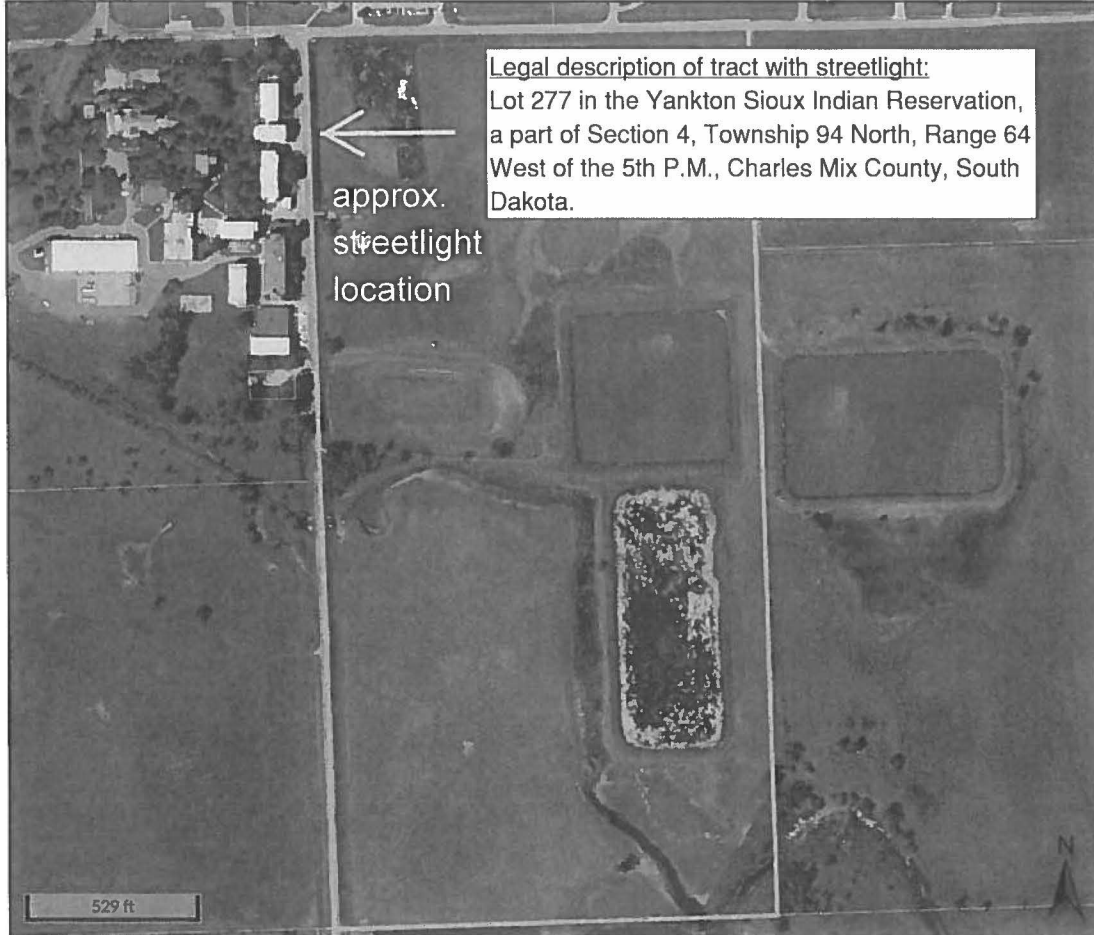 Legal description of tract with streetlight:
Lot 277 in the Yankton Sioux Indian Reservation,
a part of Section 4, Township 94 North, Range 64
West of the 5th P.M., Charles Mix County, South
Dakota.
approx.
streetlight
location
N
529 ft